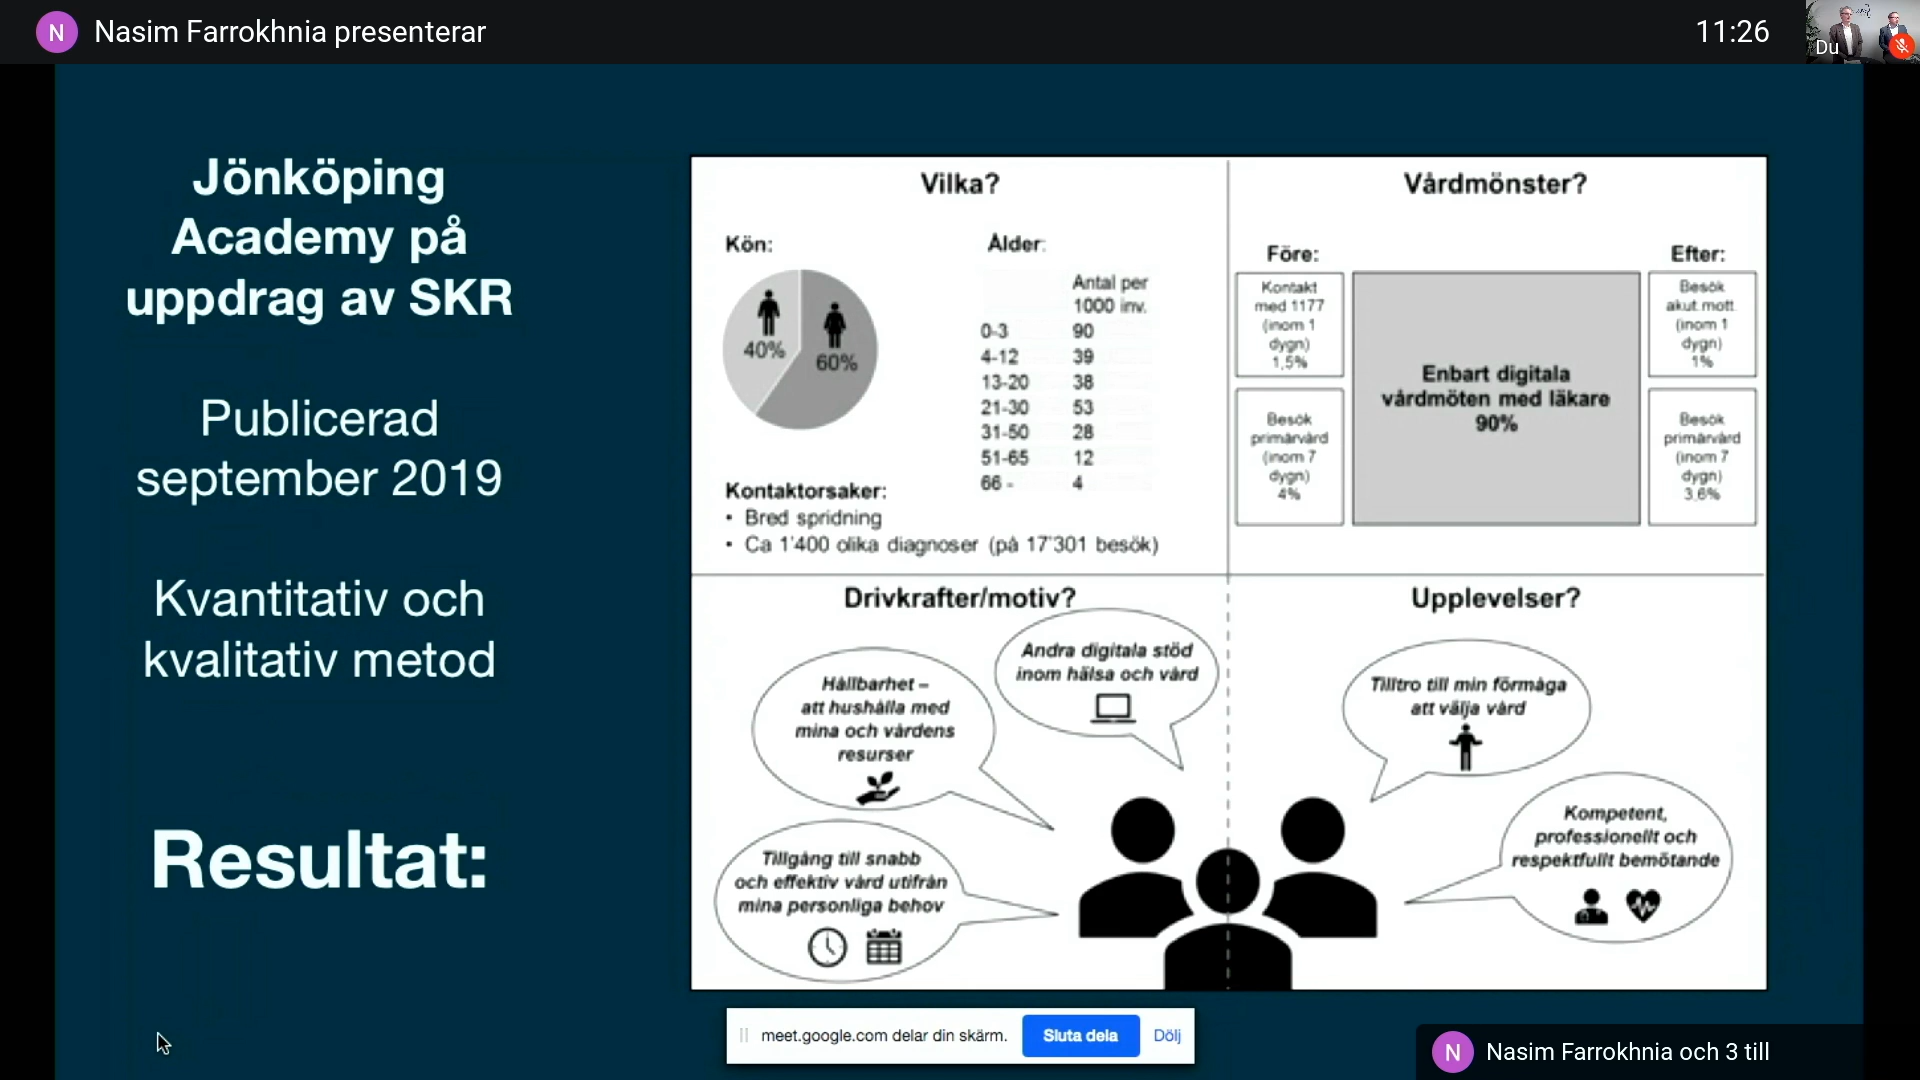 N Nasim Farrokhnia presenterar
11:26
Du
Jönköping
Academy på
uppdrag av SKR
Publicerad
september 2019
Kvantitativ och
kvalitativ metod
Resultat:
Vilka?
Kön:
40%
60%
Ålder:
Antal per
1000 inv.
0-3 90
4-12 39
13-20 38
21-30 53
31-50 28
51-65 12
66 - 4
Kontaktorsaker:
• Bred spridning
• Ca 1'400 olika diagnoser (på 17'301 besök)
Vårdmönster?
Före:
Kontakt
med 1177
(inom 1
dygn)
1,5%
Besök
primärvård
(inom 7
dygn)
4%
Enbart digitala
vårdmöten med läkare
90%
Efter:
Besök
akut mott.
(inom 1
dygn)
1%
Besök
primärvård
(inom 7
dygn)
3,6%
Drivkrafter/motiv?
Andra digitala stöd
inom hälsa och vård
Hållbarhet –
att hushålla med
mina och vårdens
resurser
Tillgång till snabb
och effektiv vård utifrån
mina personliga behov
Upplevelser?
Tilltro till min förmåga
att välja vård
Kompetent,
professionellt och
respektfullt bemötande
meet.google.com delar din skärm. Sluta dela Dölj
N Nasim Farrokhnia och 3 till